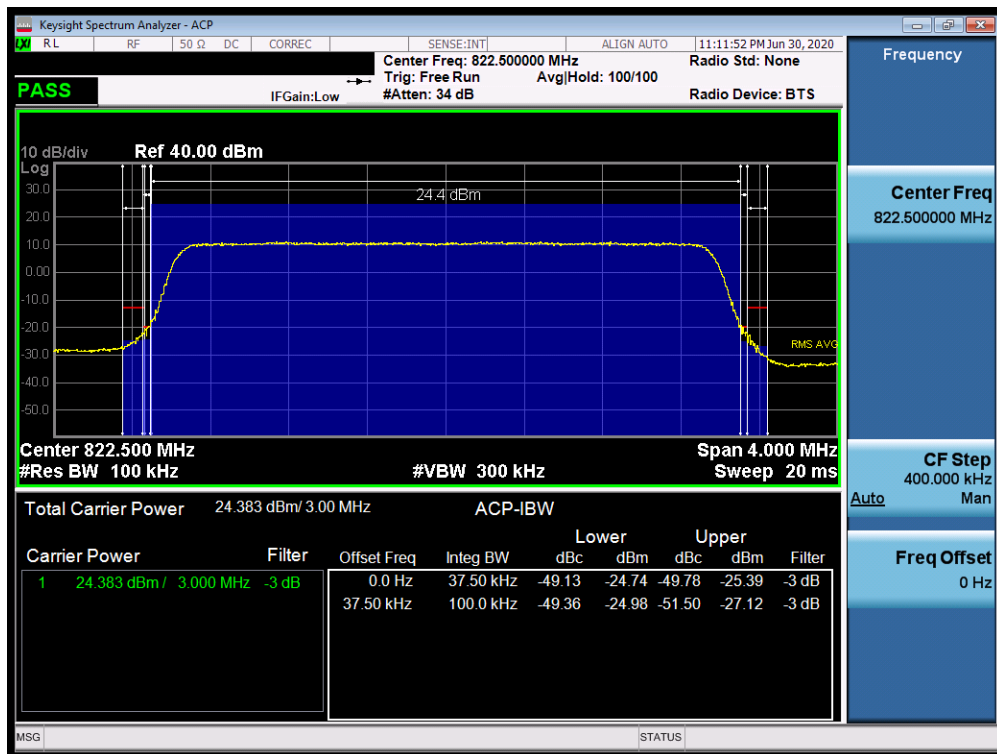 Keysight Spectrum Analyzer - ACP
LXI RL RF 50 Ω DC CORREC SENSE:INT ALIGN AUTO 11:11:52 PM Jun 30, 2020
Center Freq: 822.500000 MHz Radio Std: None
Trig: Free Run Avg|Hold: 100/100
PASS IFGain:Low #Atten: 34 dB Radio Device: BTS
10 dB/div Ref 40.00 dBm
Log
30.0
24.4 dBm
20.0
10.0
0.00
-10.0
-20.0
RMS AVG
-30.0
-40.0
-50.0
Center 822.500 MHz Span 4.000 MHz
#Res BW 100 kHz #VBW 300 kHz Sweep 20 ms
Total Carrier Power 24.383 dBm/ 3.00 MHz ACP-IBW
Lower Upper
Carrier Power Filter Offset Freq Integ BW dBc dBm dBc dBm Filter
1 24.383 dBm / 3.000 MHz -3 dB 0.0 Hz 37.50 kHz -49.13 -24.74 -49.78 -25.39 -3 dB
37.50 kHz 100.0 kHz -49.36 -24.98 -51.50 -27.12 -3 dB
Frequency
Center Freq
822.500000 MHz
CF Step
400.000 kHz
Auto Man
Freq Offset
0 Hz
MSG STATUS